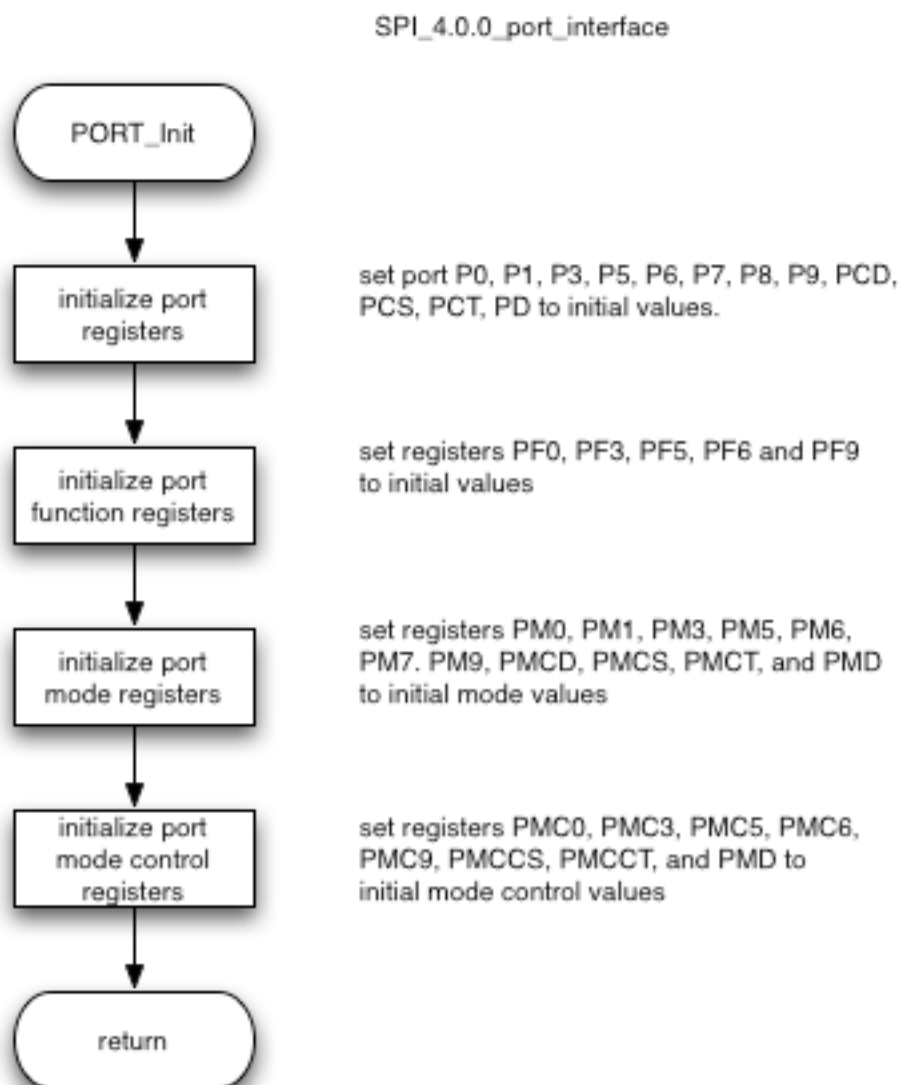 SPI_4.0.0_port_interface
PORT_Init
initialize port
registers
set port P0, P1, P3, P5, P6, P7, P8, P9, PCD,
PCS, PCT, PD to initial values.
initialize port
function registers
set registers PF0, PF3, PF5, PF6 and PF9
to initial values
initialize port
mode registers
set registers PM0, PM1, PM3, PM5, PM6,
PM7. PM9, PMCD, PMCS, PMCT, and PMD
to initial mode values
initialize port
mode control
registers
set registers PMC0, PMC3, PMC5, PMC6,
PMC9, PMCCS, PMCCT, and PMD to
initial mode control values
return